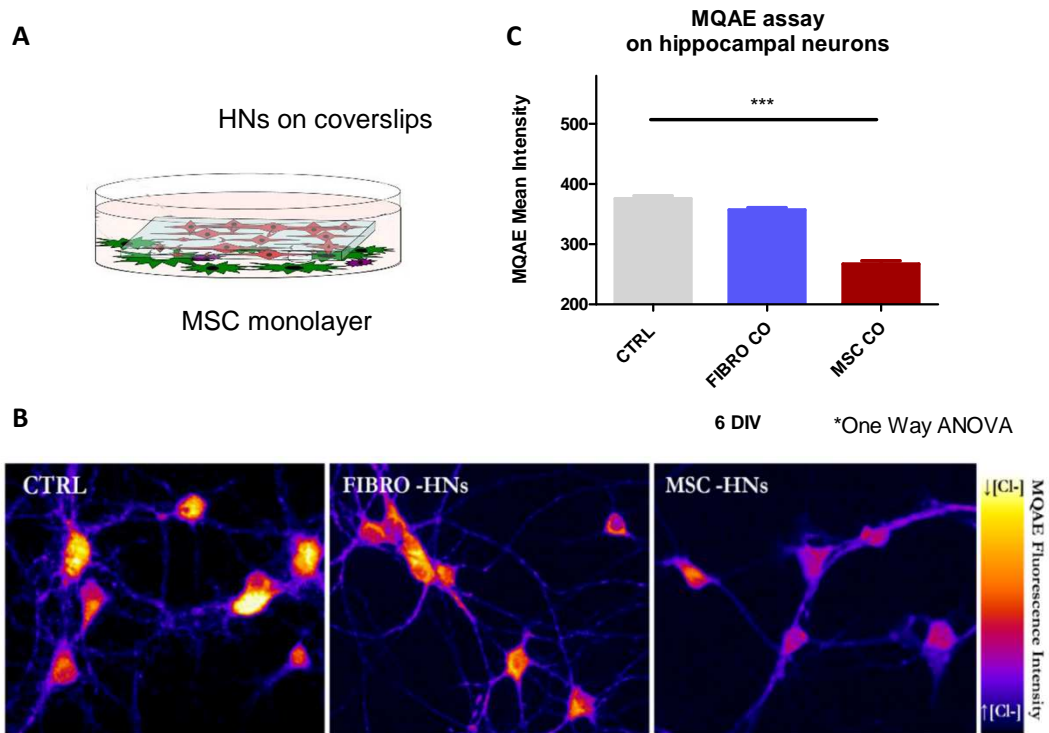 A
HNs on coverslips
MSC monolayer
C
MQAE assay
on hippocampal neurons
MQAE Mean Intensity
500
400
300
200
***
CTRL
FIBRO CO
MSC CO
6 DIV
*One Way ANOVA
B
CTRL
FIBRO -HNs
MSC -HNs
↓[Cl-]
↑[Cl-]
MQAE Fluorescence Intensity